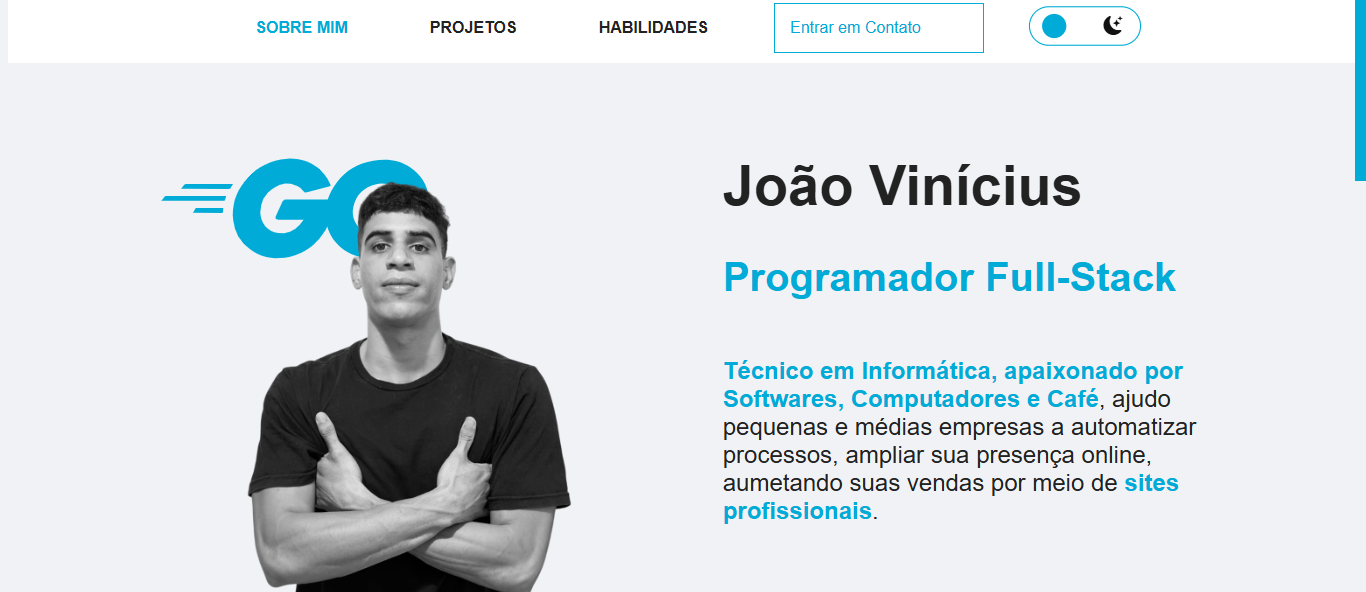 SOBRE MIM PROJETOS HABILIDADES Entrar em Contato
GO
João Vinícius
Programador Full-Stack
Técnico em Informática, apaixonado por
Softwares, Computadores e Café, ajudo
pequenas e médias empresas a automatizar
processos, ampliar sua presença online,
aumetando suas vendas por meio de sites
profissionais.